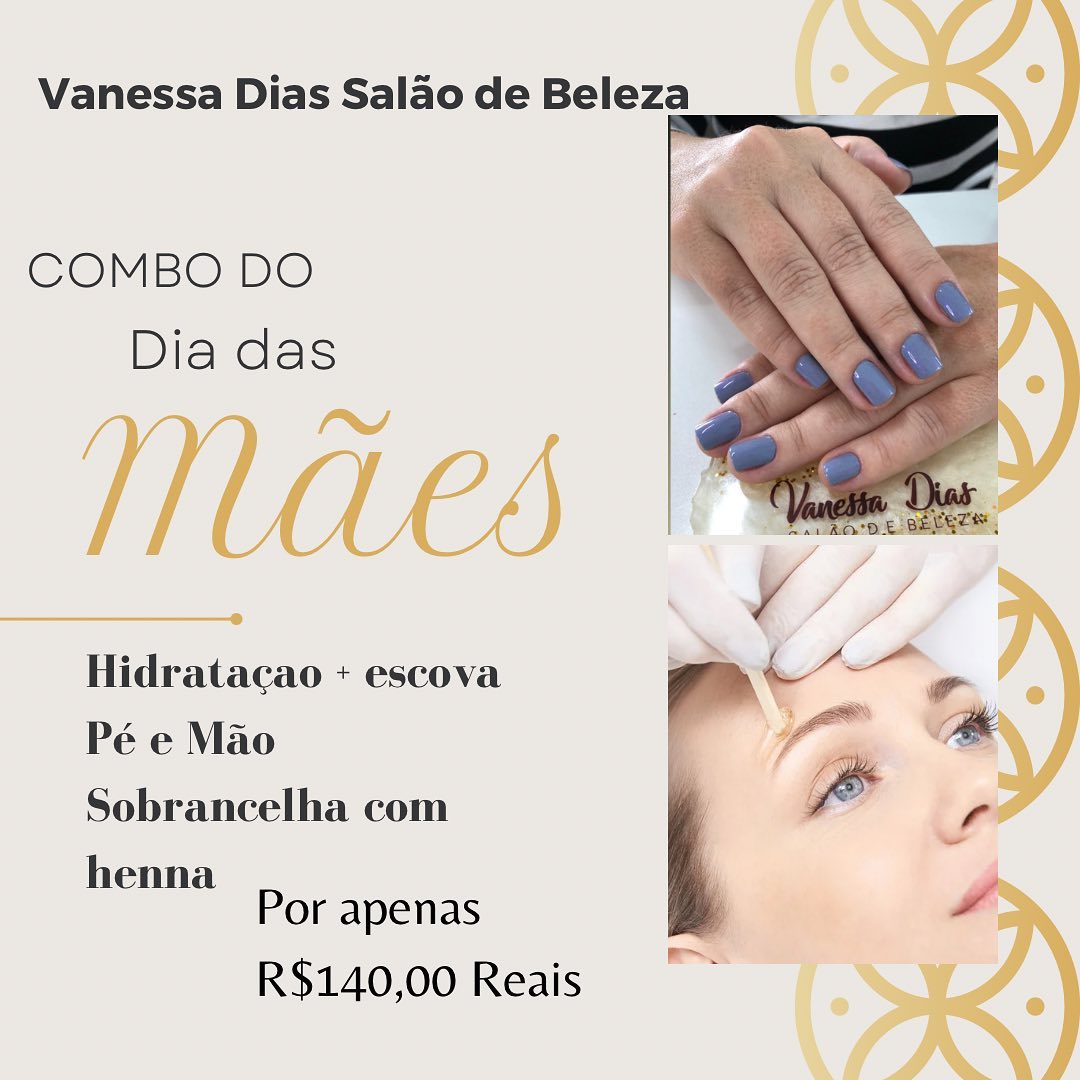 Vanessa Dias Salão de Beleza
COMBO DO
Dia das
Mães
Hidrataçao + escova
Pé e Mão
Sobrancelha com
henna
Por apenas
R$140,00 Reais
Vanessa Dias
SALÃO DE BELEZA